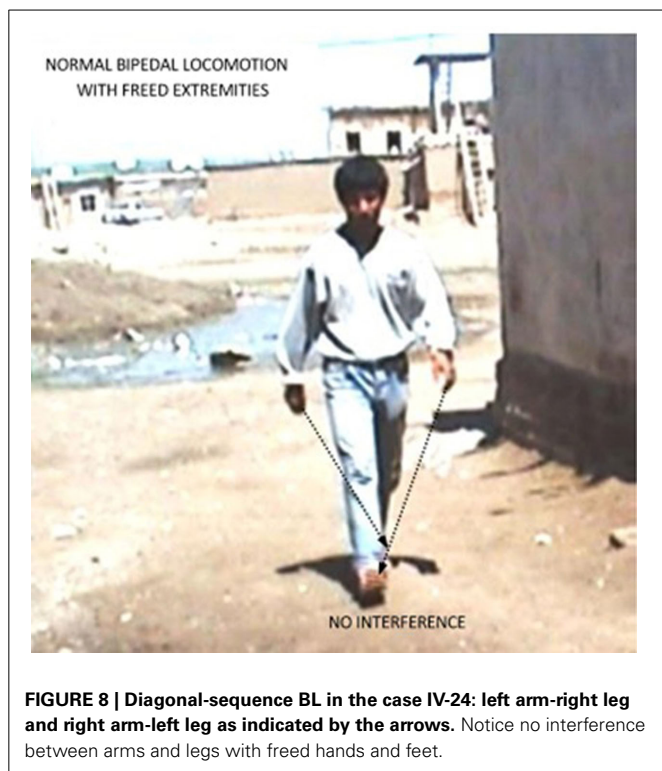 NORMAL BIPEDAL LOCOMOTION
WITH FREED EXTREMITIES
NO INTERFERENCE
FIGURE 8 | Diagonal-sequence BL in the case IV-24: left arm-right leg
and right arm-left leg as indicated by the arrows. Notice no interference
between arms and legs with freed hands and feet.